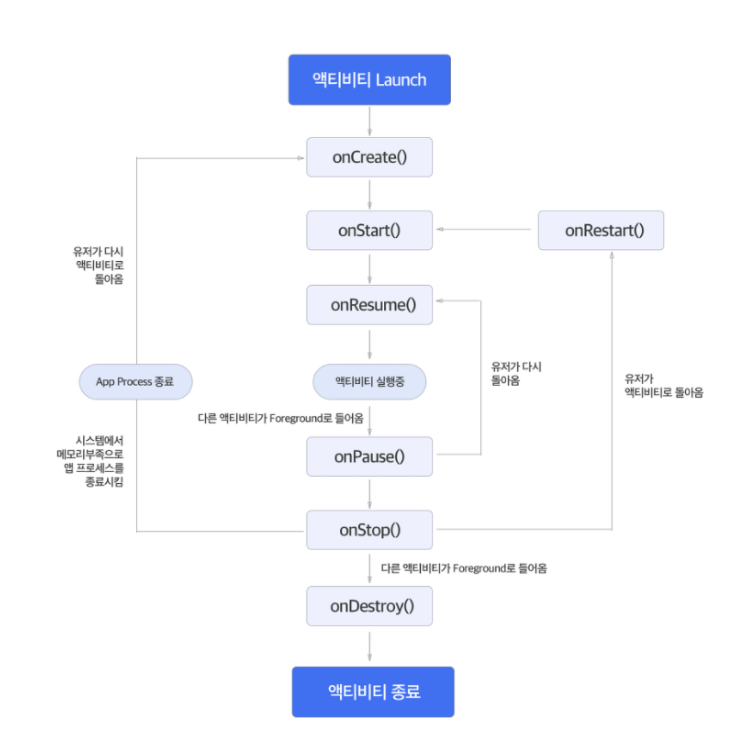 액티비티 Launch
onCreate()
onStart()
onRestart()
유저가 다시
액티비티로
돌아옴
onResume()
App Process 종료
액티비티 실행중
유저가 다시
돌아옴
유저가
액티비티로 돌아옴
다른 액티비티가 Foreground로 들어옴
시스템에서
메모리부족으로
앱 프로세스를
종료시킴
onPause()
onStop()
다른 액티비티가 Foreground로 들어옴
onDestroy()
액티비티 종료